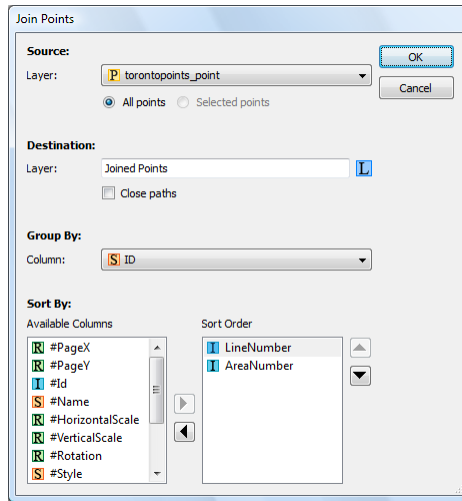 Join Points
Source:
Layer: P torontopoints_point
All points Selected points
OK
Cancel
Destination:
Layer: Joined Points L
Close paths
Group By:
Column: S ID
Sort By:
Available Columns
R #PageX
R #PageY
I #Id
S #Name
R #HorizontalScale
R #VerticalScale
R #Rotation
S #Style
Sort Order
I LineNumber
I AreaNumber